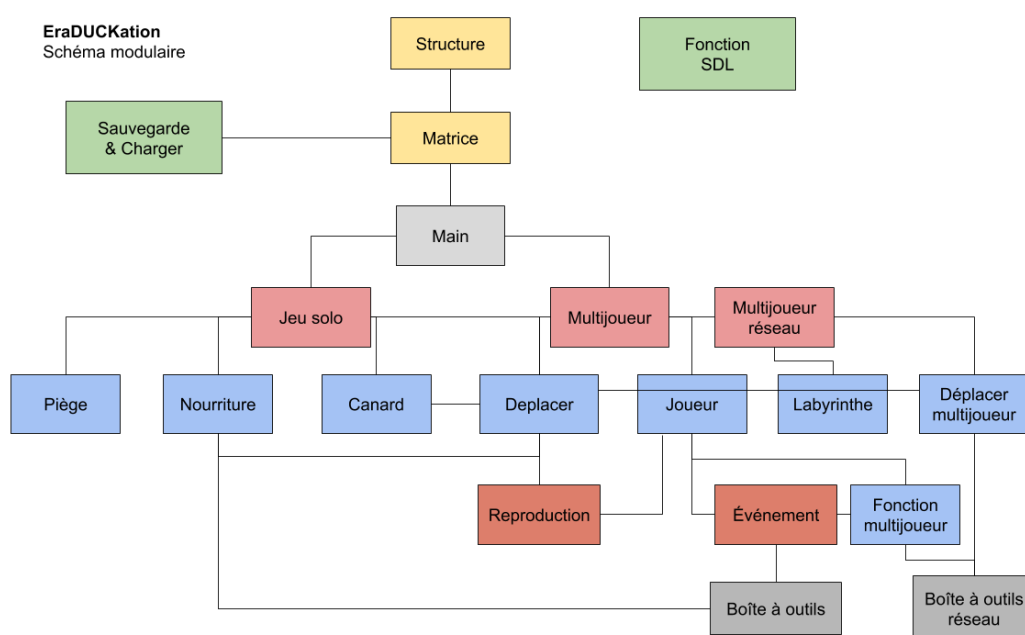 EraDUCKation
Schéma modulaire
Structure
Fonction
SDL
Sauvegarde
& Charger
Matrice
Main
Jeu solo
Multijoueur
Multijoueur
réseau
Piège
Nourriture
Canard
Deplacer
Joueur
Labyrinthe
Déplacer
multijoueur
Reproduction
Événement
Fonction
multijoueur
Boîte à outils
Boîte à outils
réseau